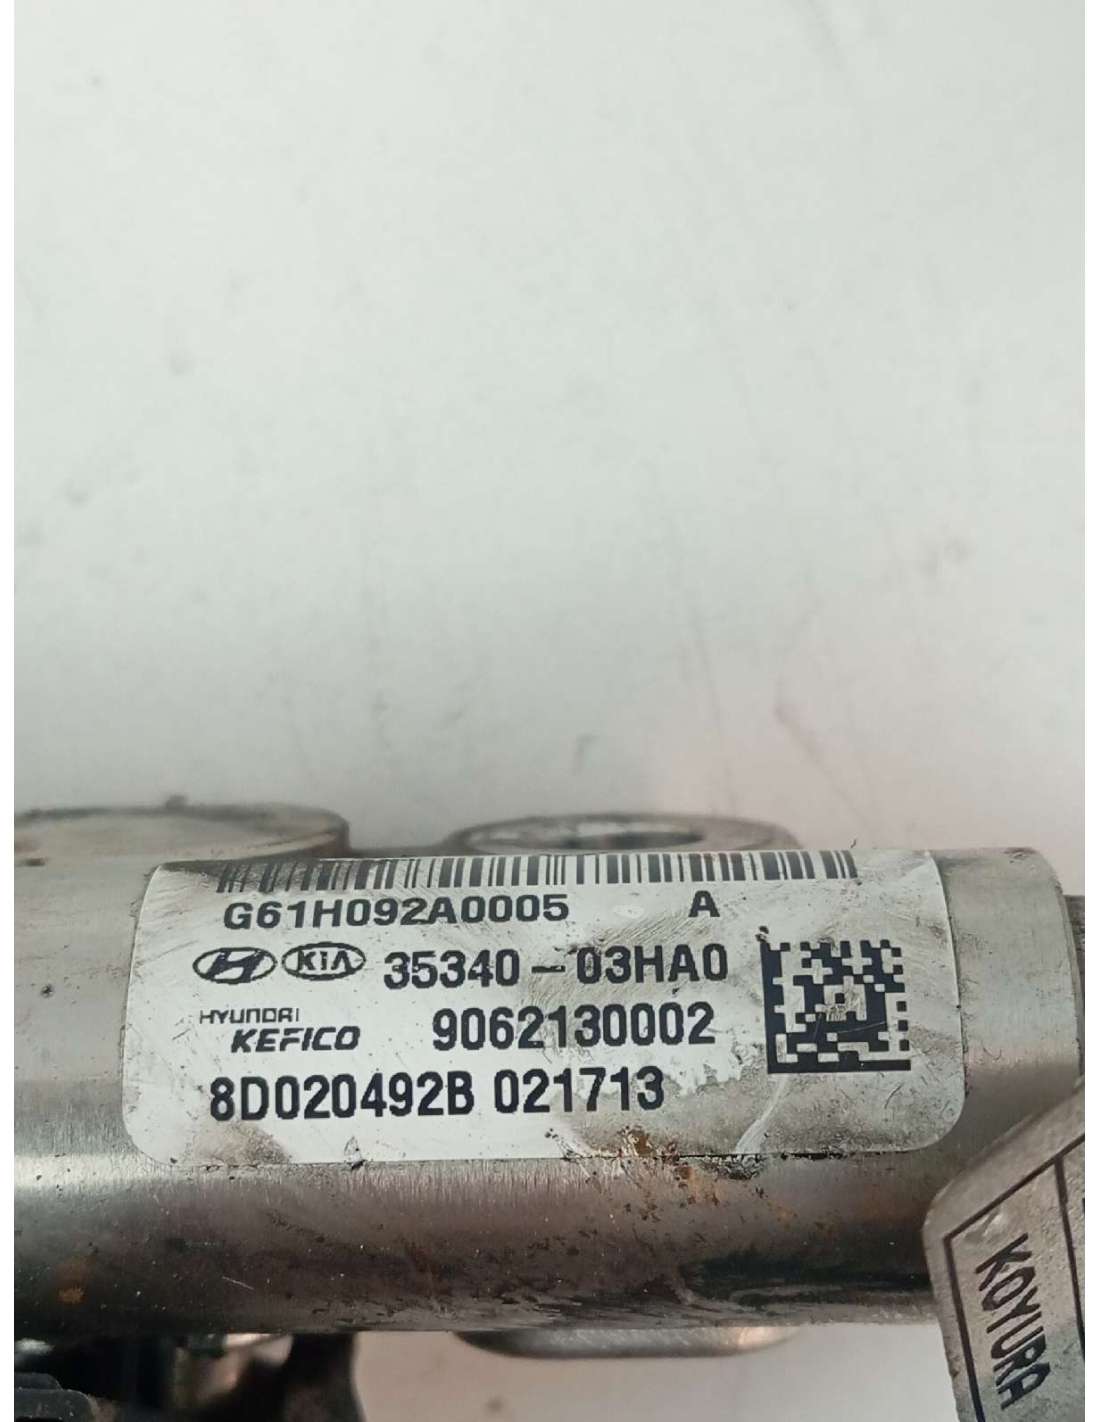 G61H092A0005 A
KIA 35340-03HA0
HYUNDAI
KEFICO 9062130002
8D020492B 021713
KOYURA